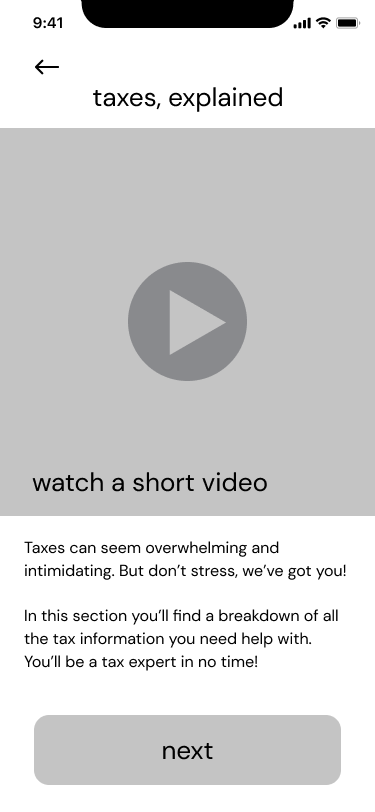 9:41
taxes, explained
watch a short video
Taxes can seem overwhelming and
intimidating. But don’t stress, we’ve got you!
In this section you’ll find a breakdown of all
the tax information you need help with.
You’ll be a tax expert in no time!
next